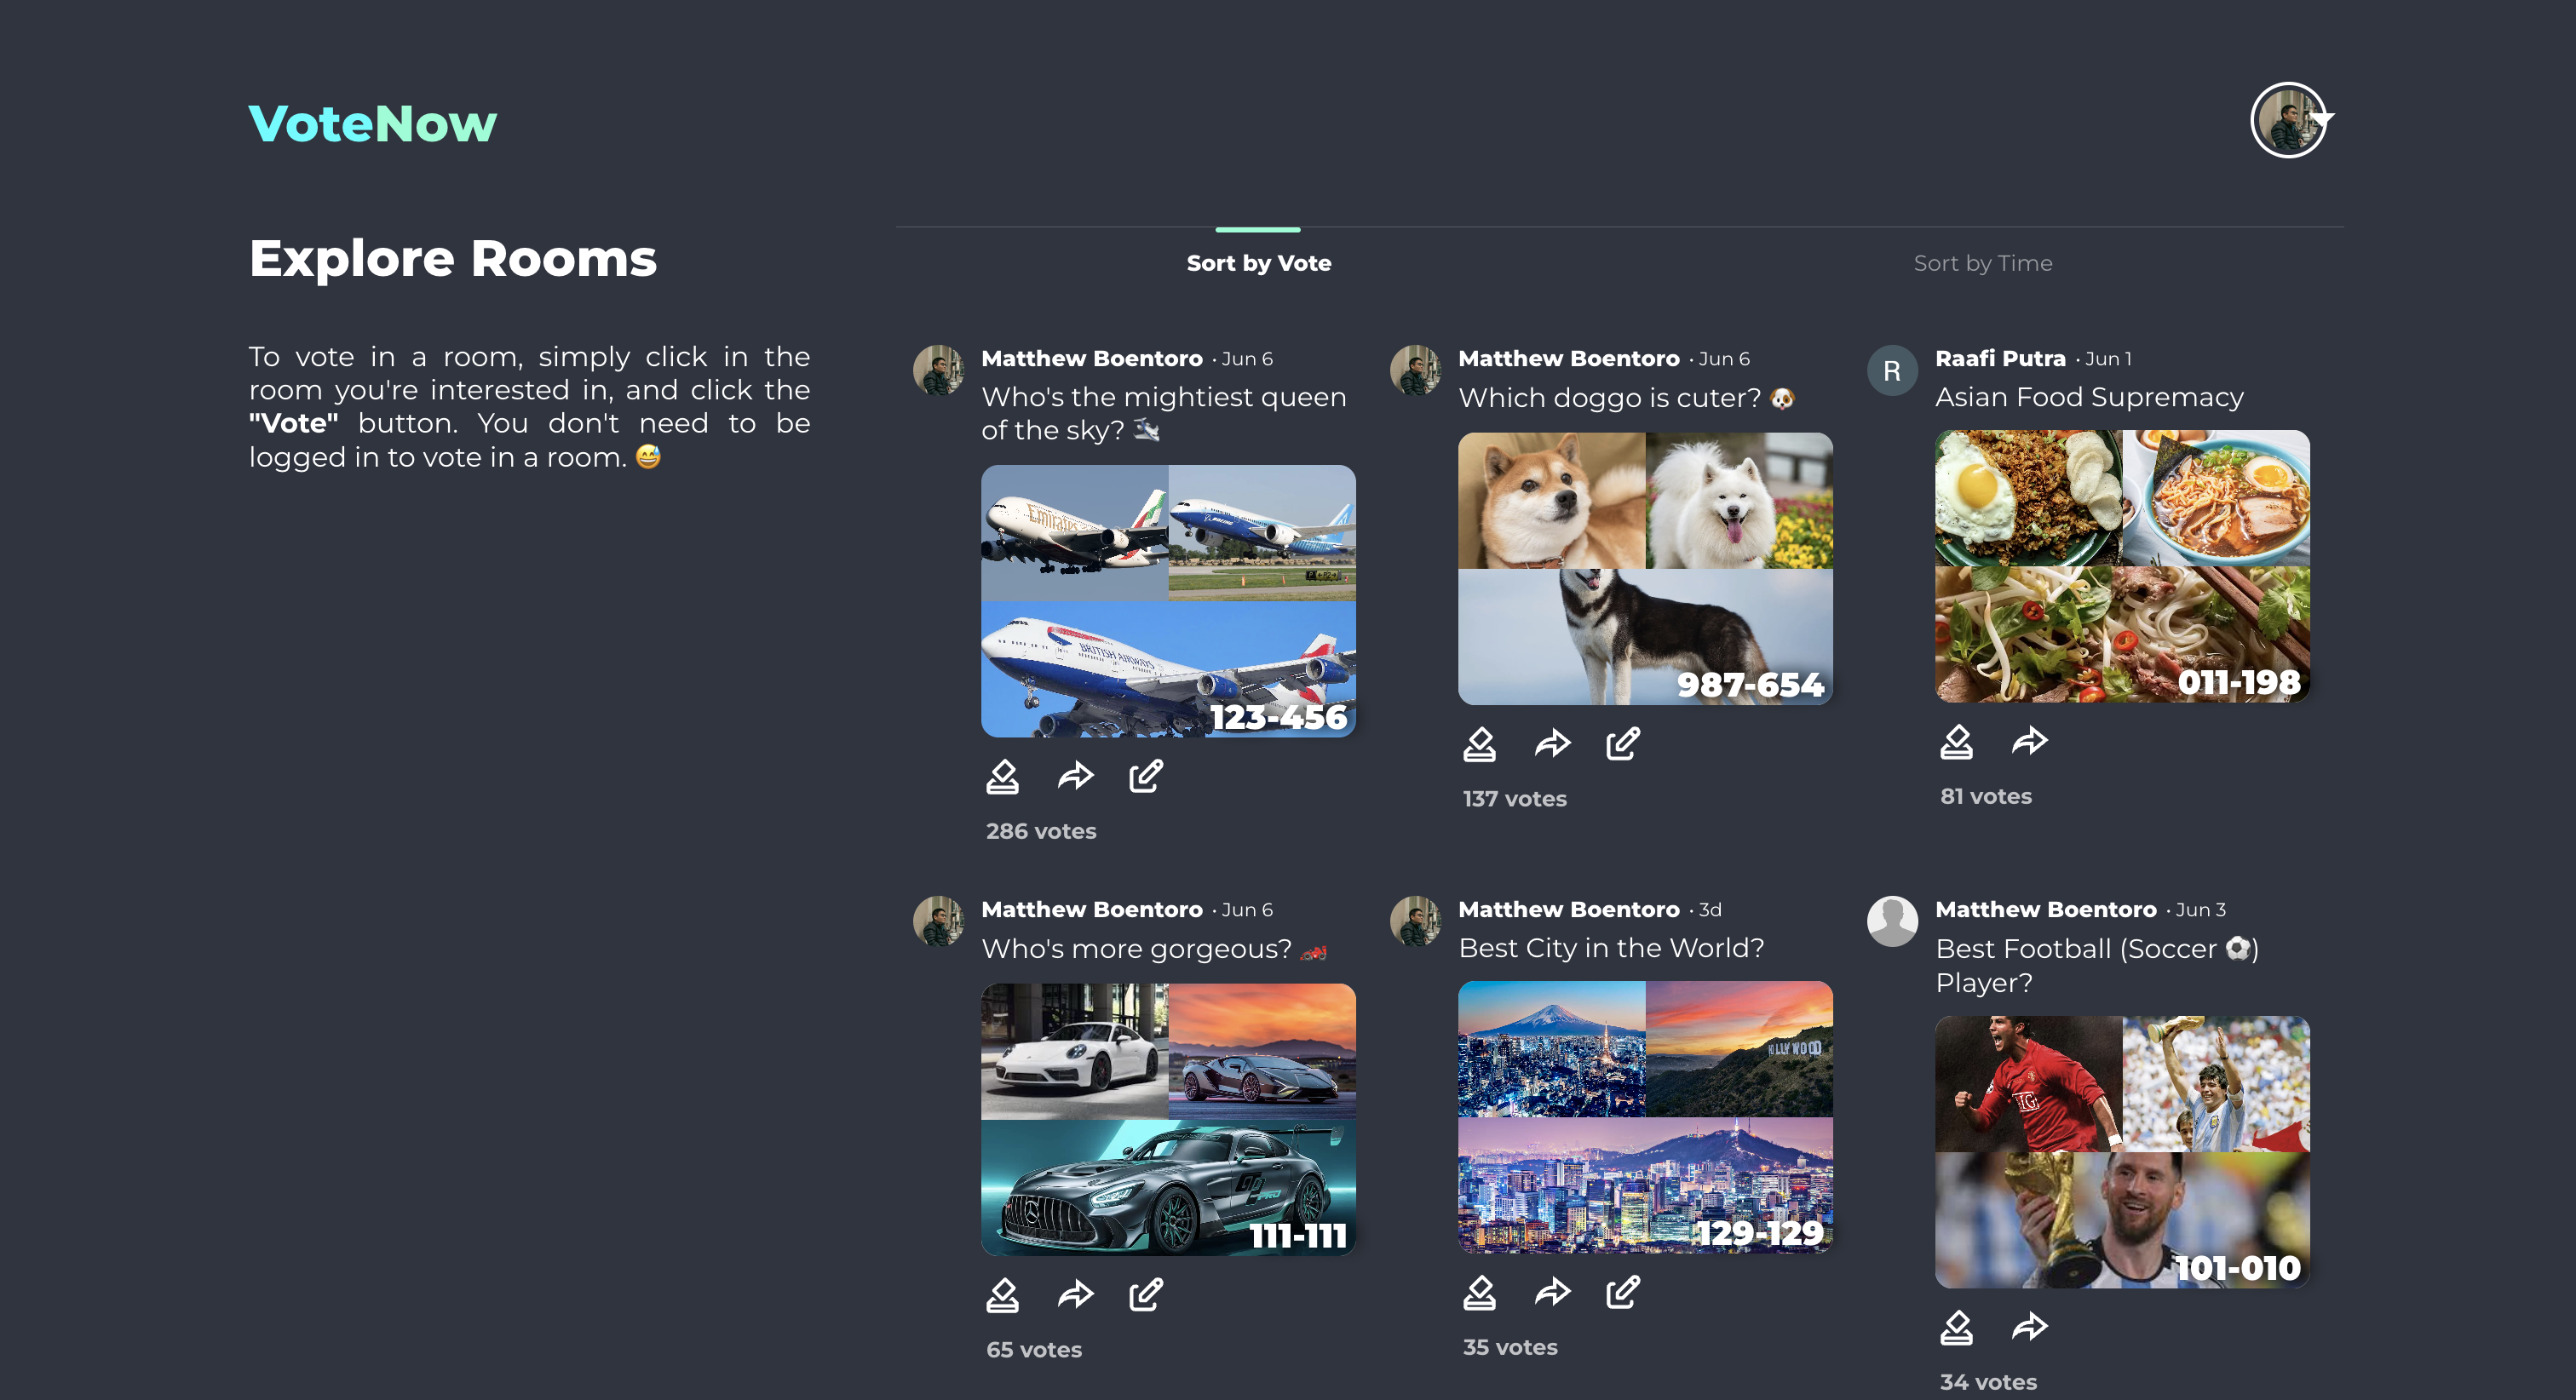 VoteNow
Explore Rooms
To vote in a room, simply click in the
room you're interested in, and click the
"Vote" button. You don't need to be
logged in to vote in a room. 😅
Sort by Vote
Sort by Time
Matthew Boentoro · Jun 6
Who's the mightiest queen
of the sky? 🛩️
Emirates
BOEING
BRITISH AIRWAYS
123-456
286 votes
Matthew Boentoro · Jun 6
Which doggo is cuter? 🐶
987-654
137 votes
R
Raafi Putra · Jun 1
Asian Food Supremacy
011-198
81 votes
Matthew Boentoro · Jun 6
Who's more gorgeous? 🏎️
PRO
111-111
65 votes
Matthew Boentoro · 3d
Best City in the World?
HOLLYWOOD
129-129
35 votes
Matthew Boentoro · Jun 3
Best Football (Soccer ⚽)
Player?
AIG
101-010
34 votes